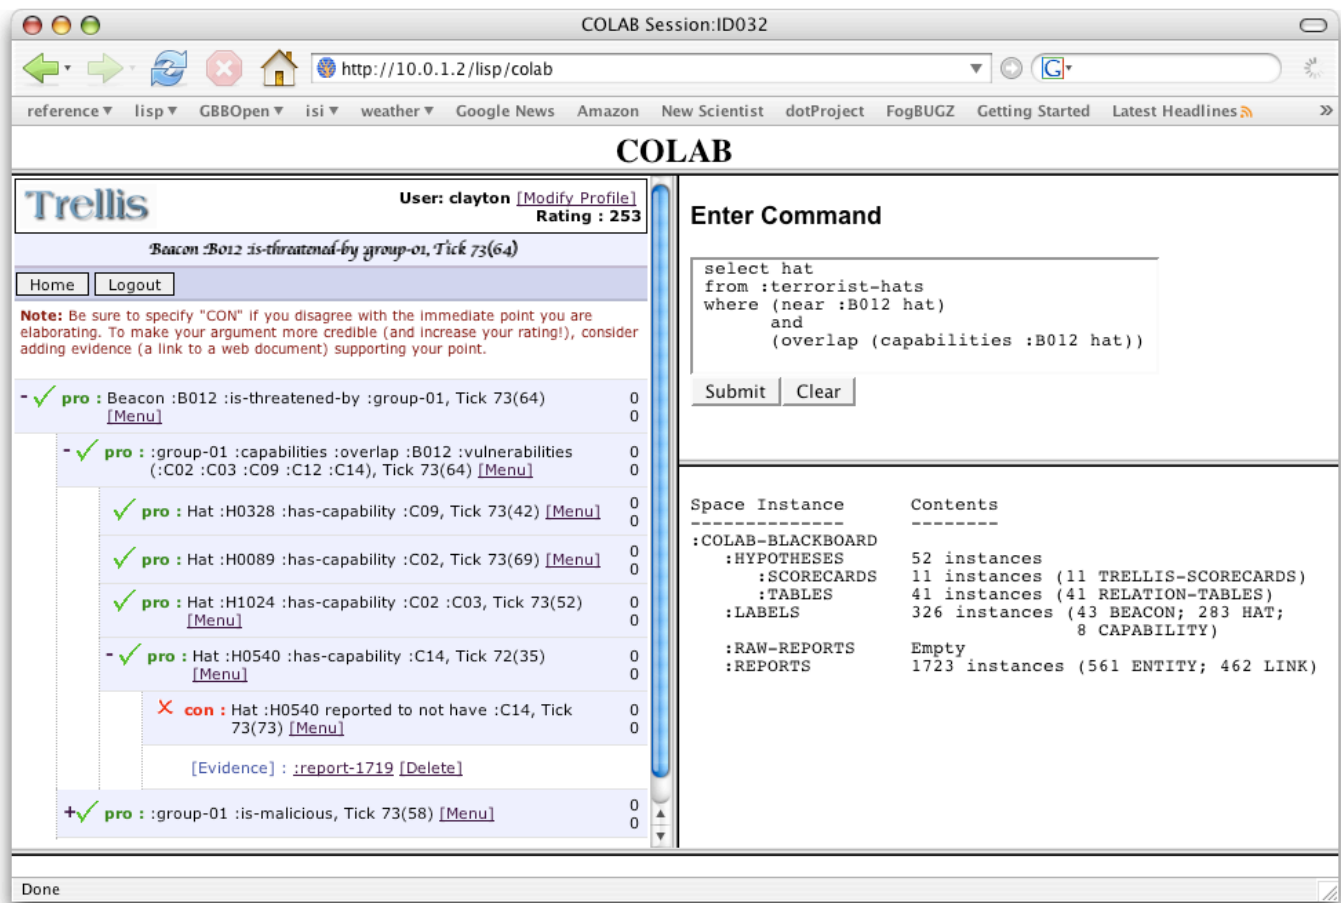 COLAB Session:ID032
http://10.0.1.2/lisp/colab
G
reference lisp GBBOpen isi weather Google News Amazon New Scientist dotProject FogBUGZ Getting Started Latest Headlines »
COLAB
Trellis
User: clayton [Modify Profile]
Rating : 253
Beacon :B012 :is-threatened-by :group-01, Tick 73(64)
Home Logout
Note: Be sure to specify "CON" if you disagree with the immediate point you are
elaborating. To make your argument more credible (and increase your rating!), consider
adding evidence (a link to a web document) supporting your point.
- pro : Beacon :B012 :is-threatened-by :group-01, Tick 73(64) 0
[Menu] 0
- pro : :group-01 :capabilities :overlap :B012 :vulnerabilities 0
(:C02 :C03 :C09 :C12 :C14), Tick 73(64) [Menu] 0
pro : Hat :H0328 :has-capability :C09, Tick 73(42) [Menu] 0
0
pro : Hat :H0089 :has-capability :C02, Tick 73(69) [Menu] 0
0
pro : Hat :H1024 :has-capability :C02 :C03, Tick 73(52) 0
[Menu] 0
- pro : Hat :H0540 :has-capability :C14, Tick 72(35) 0
[Menu] 0
con : Hat :H0540 reported to not have :C14, Tick 0
73(73) [Menu] 0
[Evidence] : :report-1719 [Delete]
+ pro : :group-01 :is-malicious, Tick 73(58) [Menu] 0
0
Enter Command
select hat
from :terrorist-hats
where (near :B012 hat)
and
(overlap (capabilities :B012 hat))
Submit Clear
Space Instance Contents
-------------- --------
:COLAB-BLACKBOARD
:HYPOTHESES 52 instances
:SCORECARDS 11 instances (11 TRELLIS-SCORECARDS)
:TABLES 41 instances (41 RELATION-TABLES)
:LABELS 326 instances (43 BEACON; 283 HAT;
8 CAPABILITY)
:RAW-REPORTS Empty
:REPORTS 1723 instances (561 ENTITY; 462 LINK)
Done